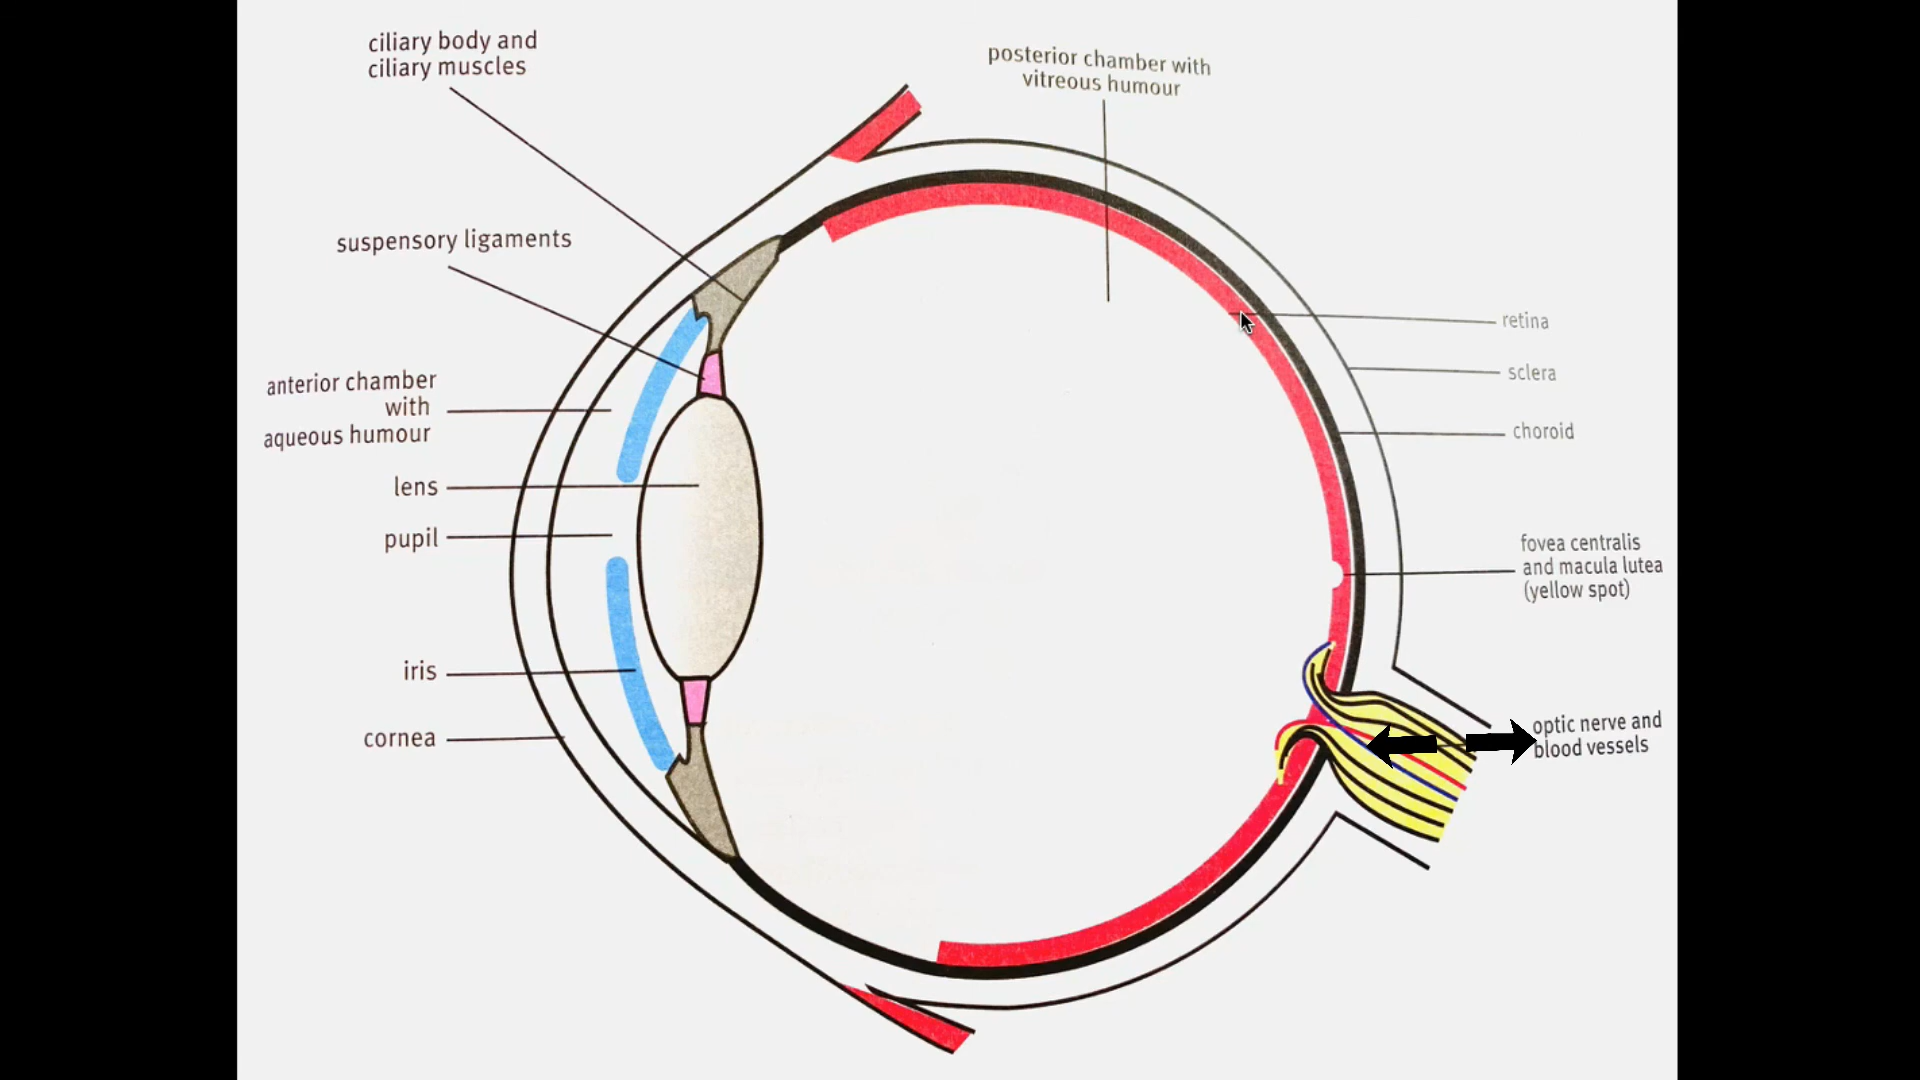 ciliary body and
ciliary muscles
posterior chamber with
vitreous humour
suspensory ligaments
retina
sclera
anterior chamber
with
aqueous humour
choroid
lens
pupil
fovea centralis
and macula lutea
(yellow spot)
iris
cornea
optic nerve and
blood vessels